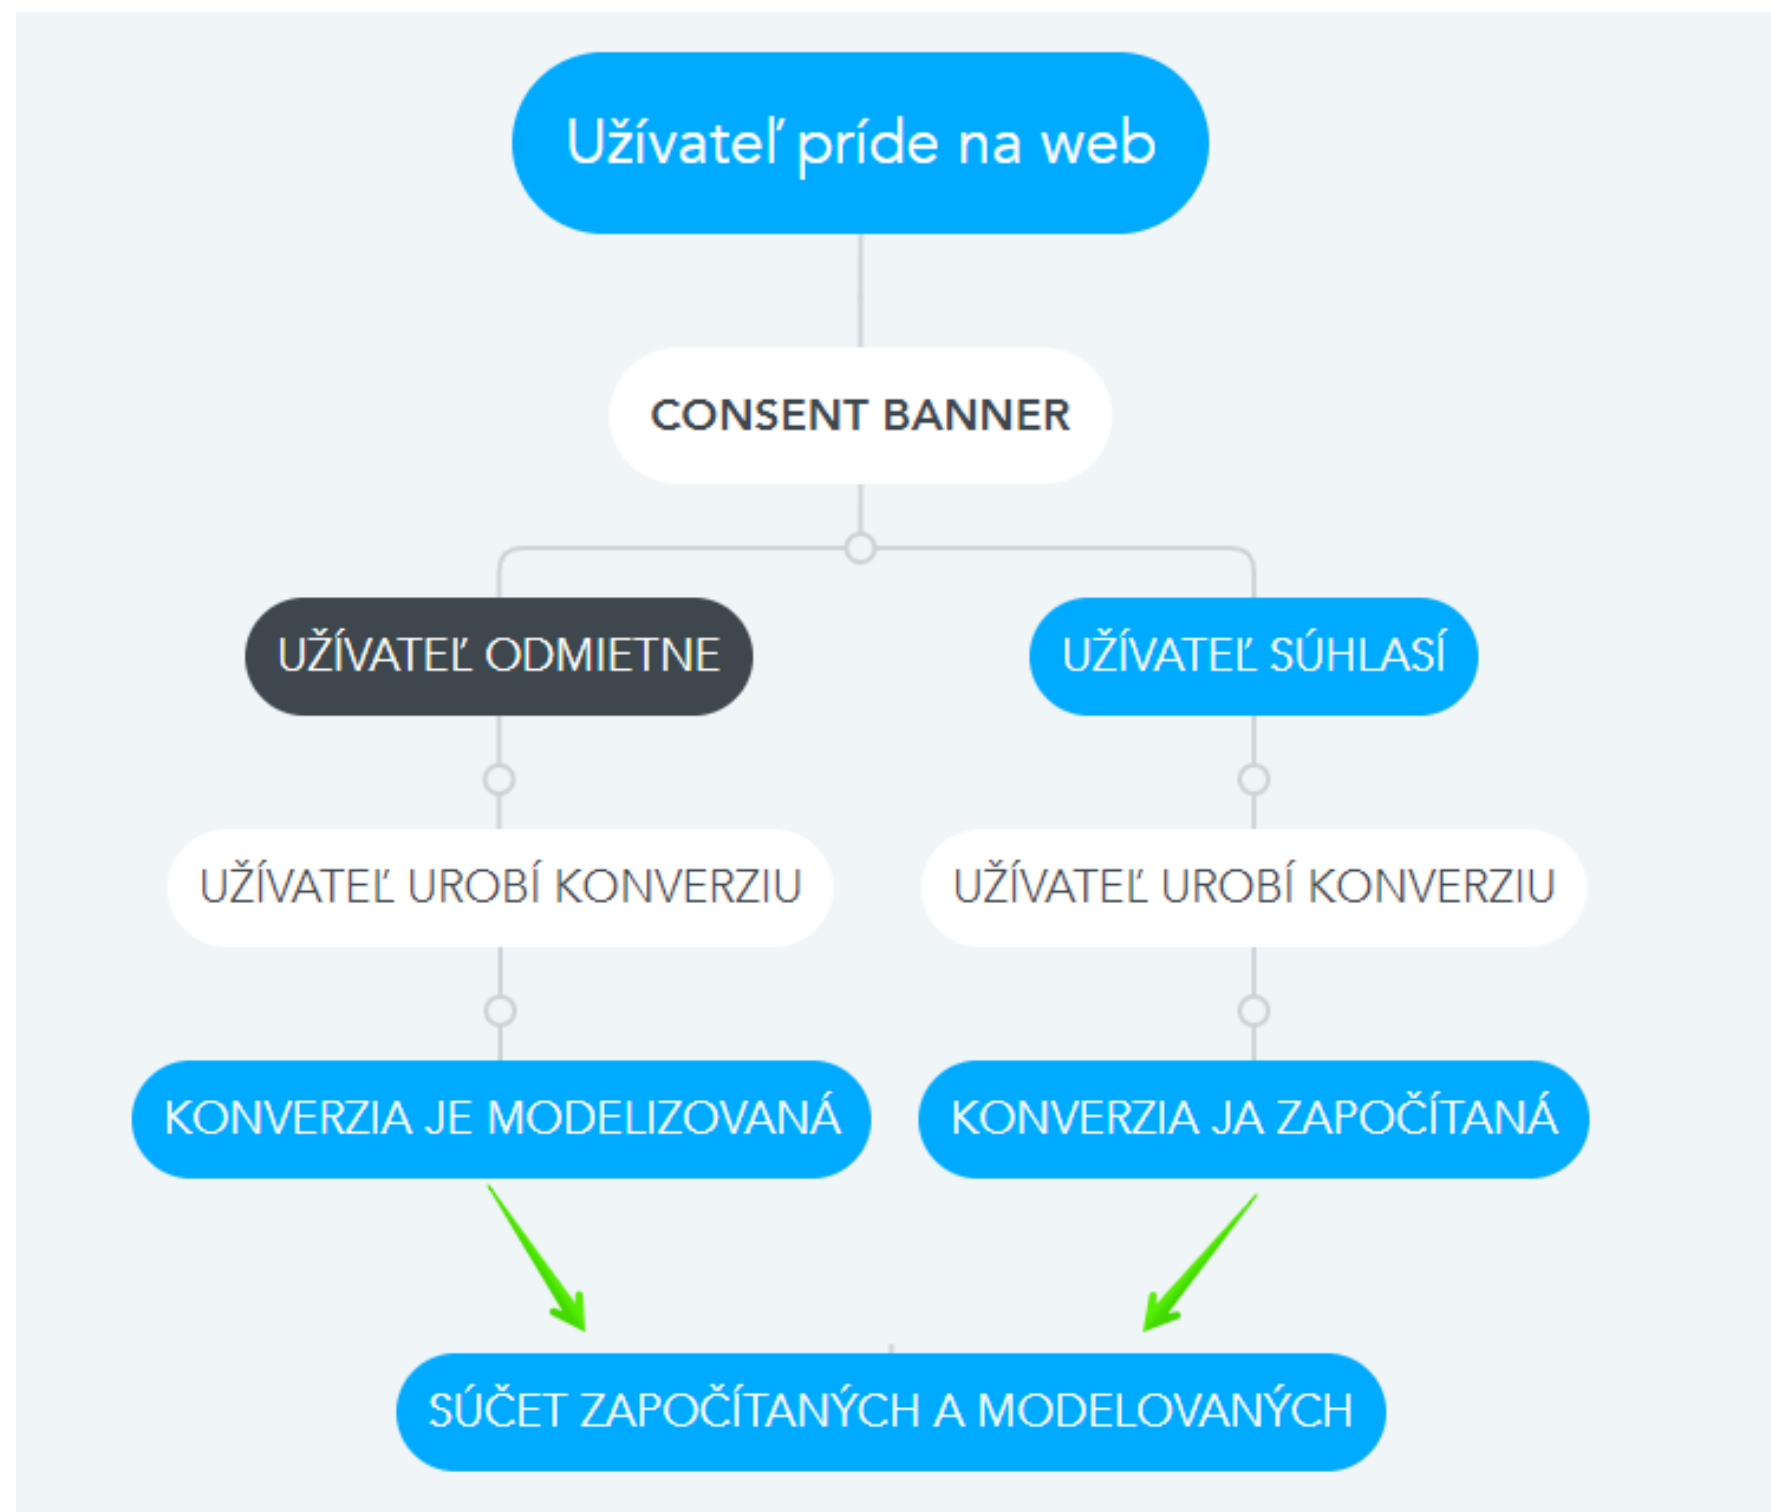 Užívateľ príde na web
CONSENT BANNER
UŽÍVATEĽ ODMIETNE
UŽÍVATEĽ SÚHLASÍ
UŽÍVATEĽ UROBÍ KONVERZIU
UŽÍVATEĽ UROBÍ KONVERZIU
KONVERZIA JE MODELIZOVANÁ
KONVERZIA JA ZAPOČÍTANÁ
SÚČET ZAPOČÍTANÝCH A MODELOVANÝCH